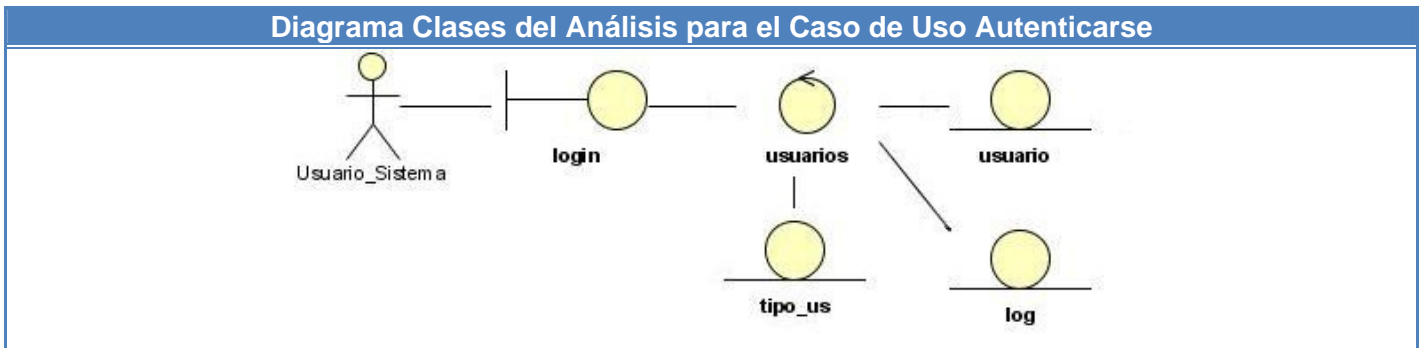 Diagrama Clases del Análisis para el Caso de Uso Autenticarse
login
usuarios
usuario
Usuario_Sistema
tipo_us
log